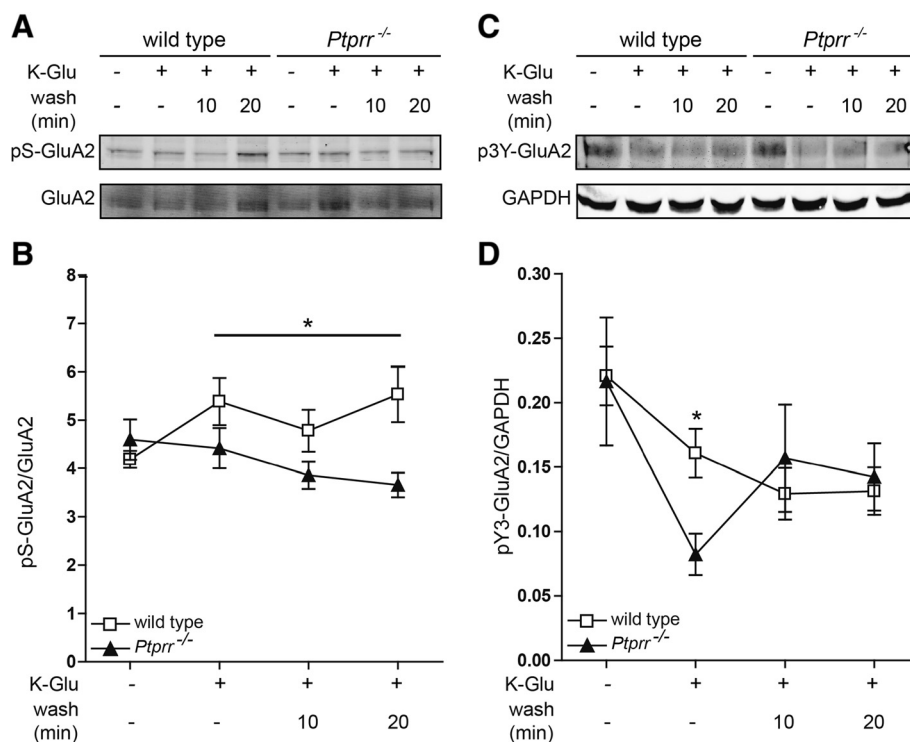 A
wild type Ptprr -/-
K-Glu - + + + - + + +
wash (min) - - 10 20 - - 10 20
pS-GluA2
GluA2
B
8
7
6
5
4
3
2
1
0
pS-GluA2/GluA2
*
wild type
Ptprr -/-
K-Glu - + + +
wash (min) - - 10 20
C
wild type Ptprr -/-
K-Glu - + + + - + + +
wash (min) - - 10 20 - - 10 20
p3Y-GluA2
GAPDH
D
0.30
0.25
0.20
0.15
0.10
0.05
0.00
pY3-GluA2/GAPDH
*
wild type
Ptprr -/-
K-Glu - + + +
wash (min) - - 10 20